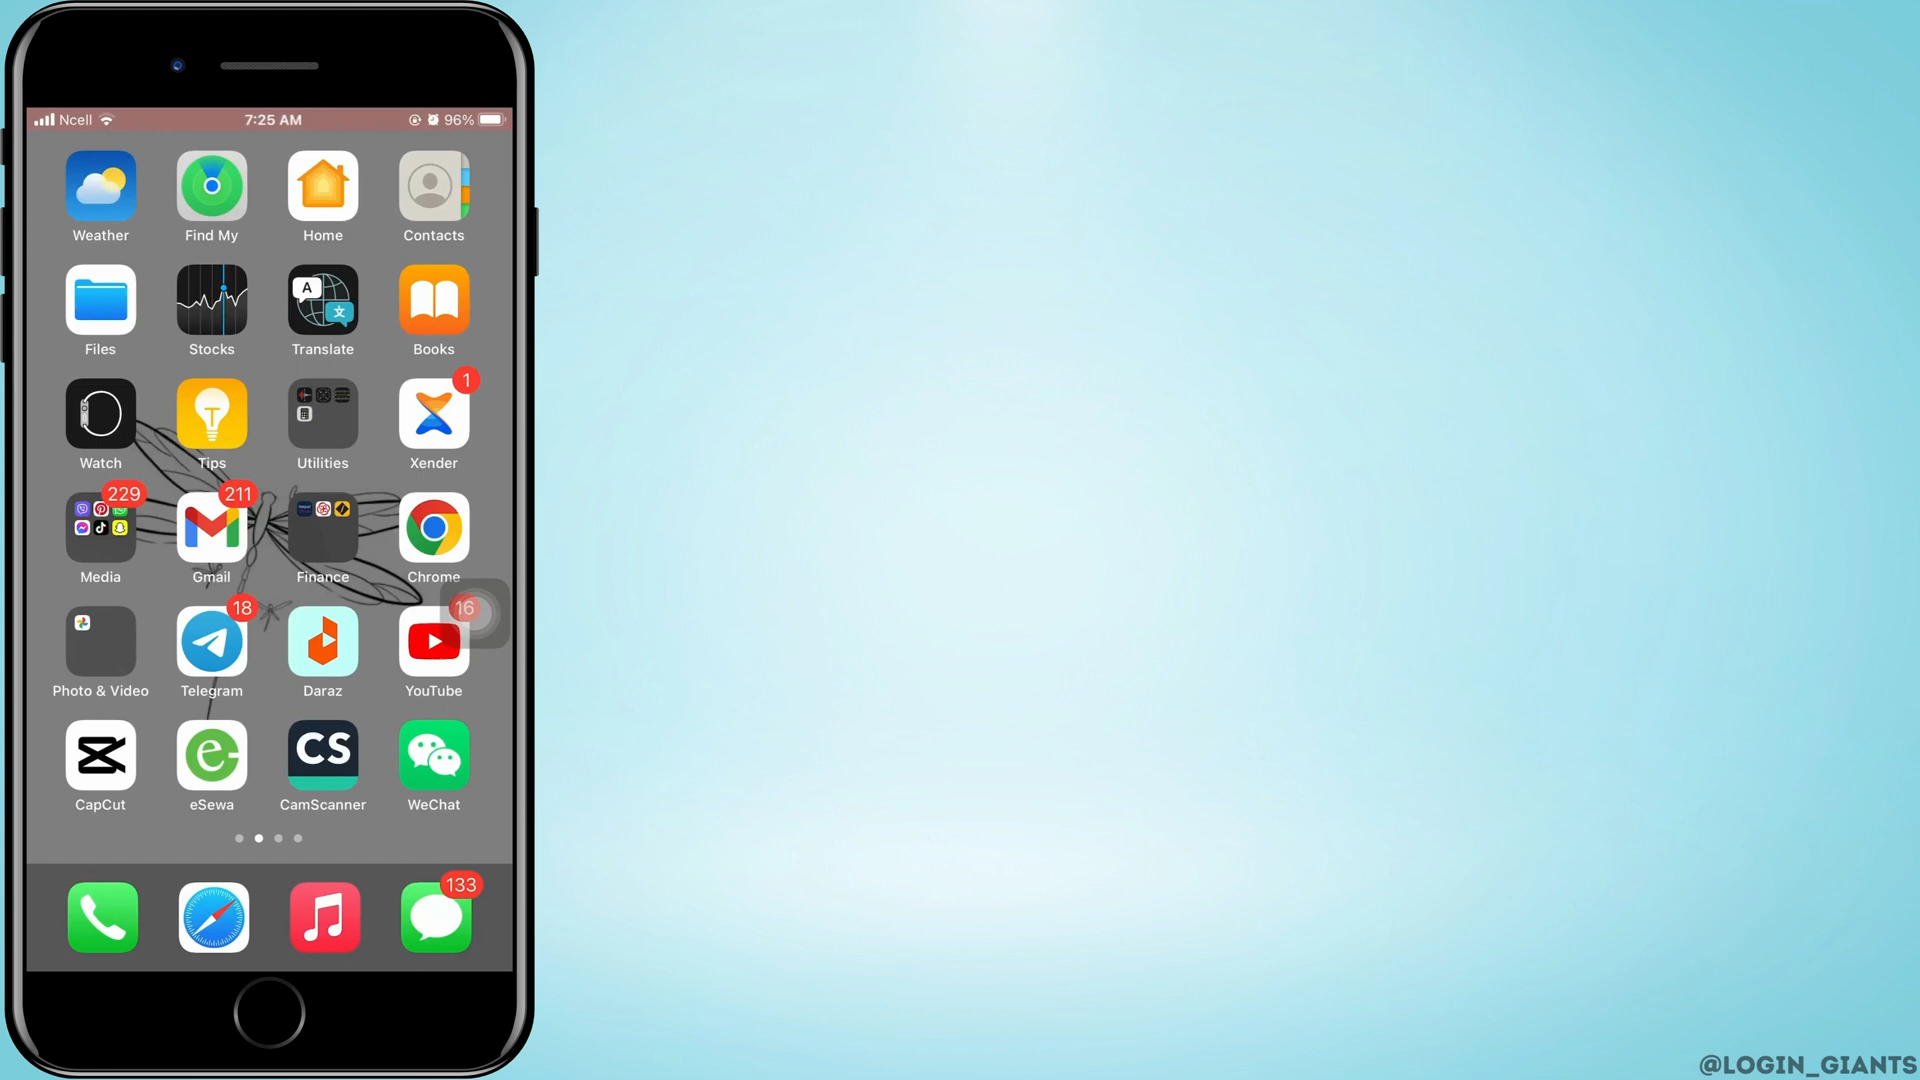 Ncell 7:25 AM 96%
Weather Find My Home Contacts
A 文
Files Stocks Translate Books
1
Watch Tips Utilities Xender
229 211
Media Gmail Finance Chrome
18 16
Photo & Video Telegram Daraz YouTube
CS
CapCut eSewa CamScanner WeChat
133
@LOGIN_GIANTS